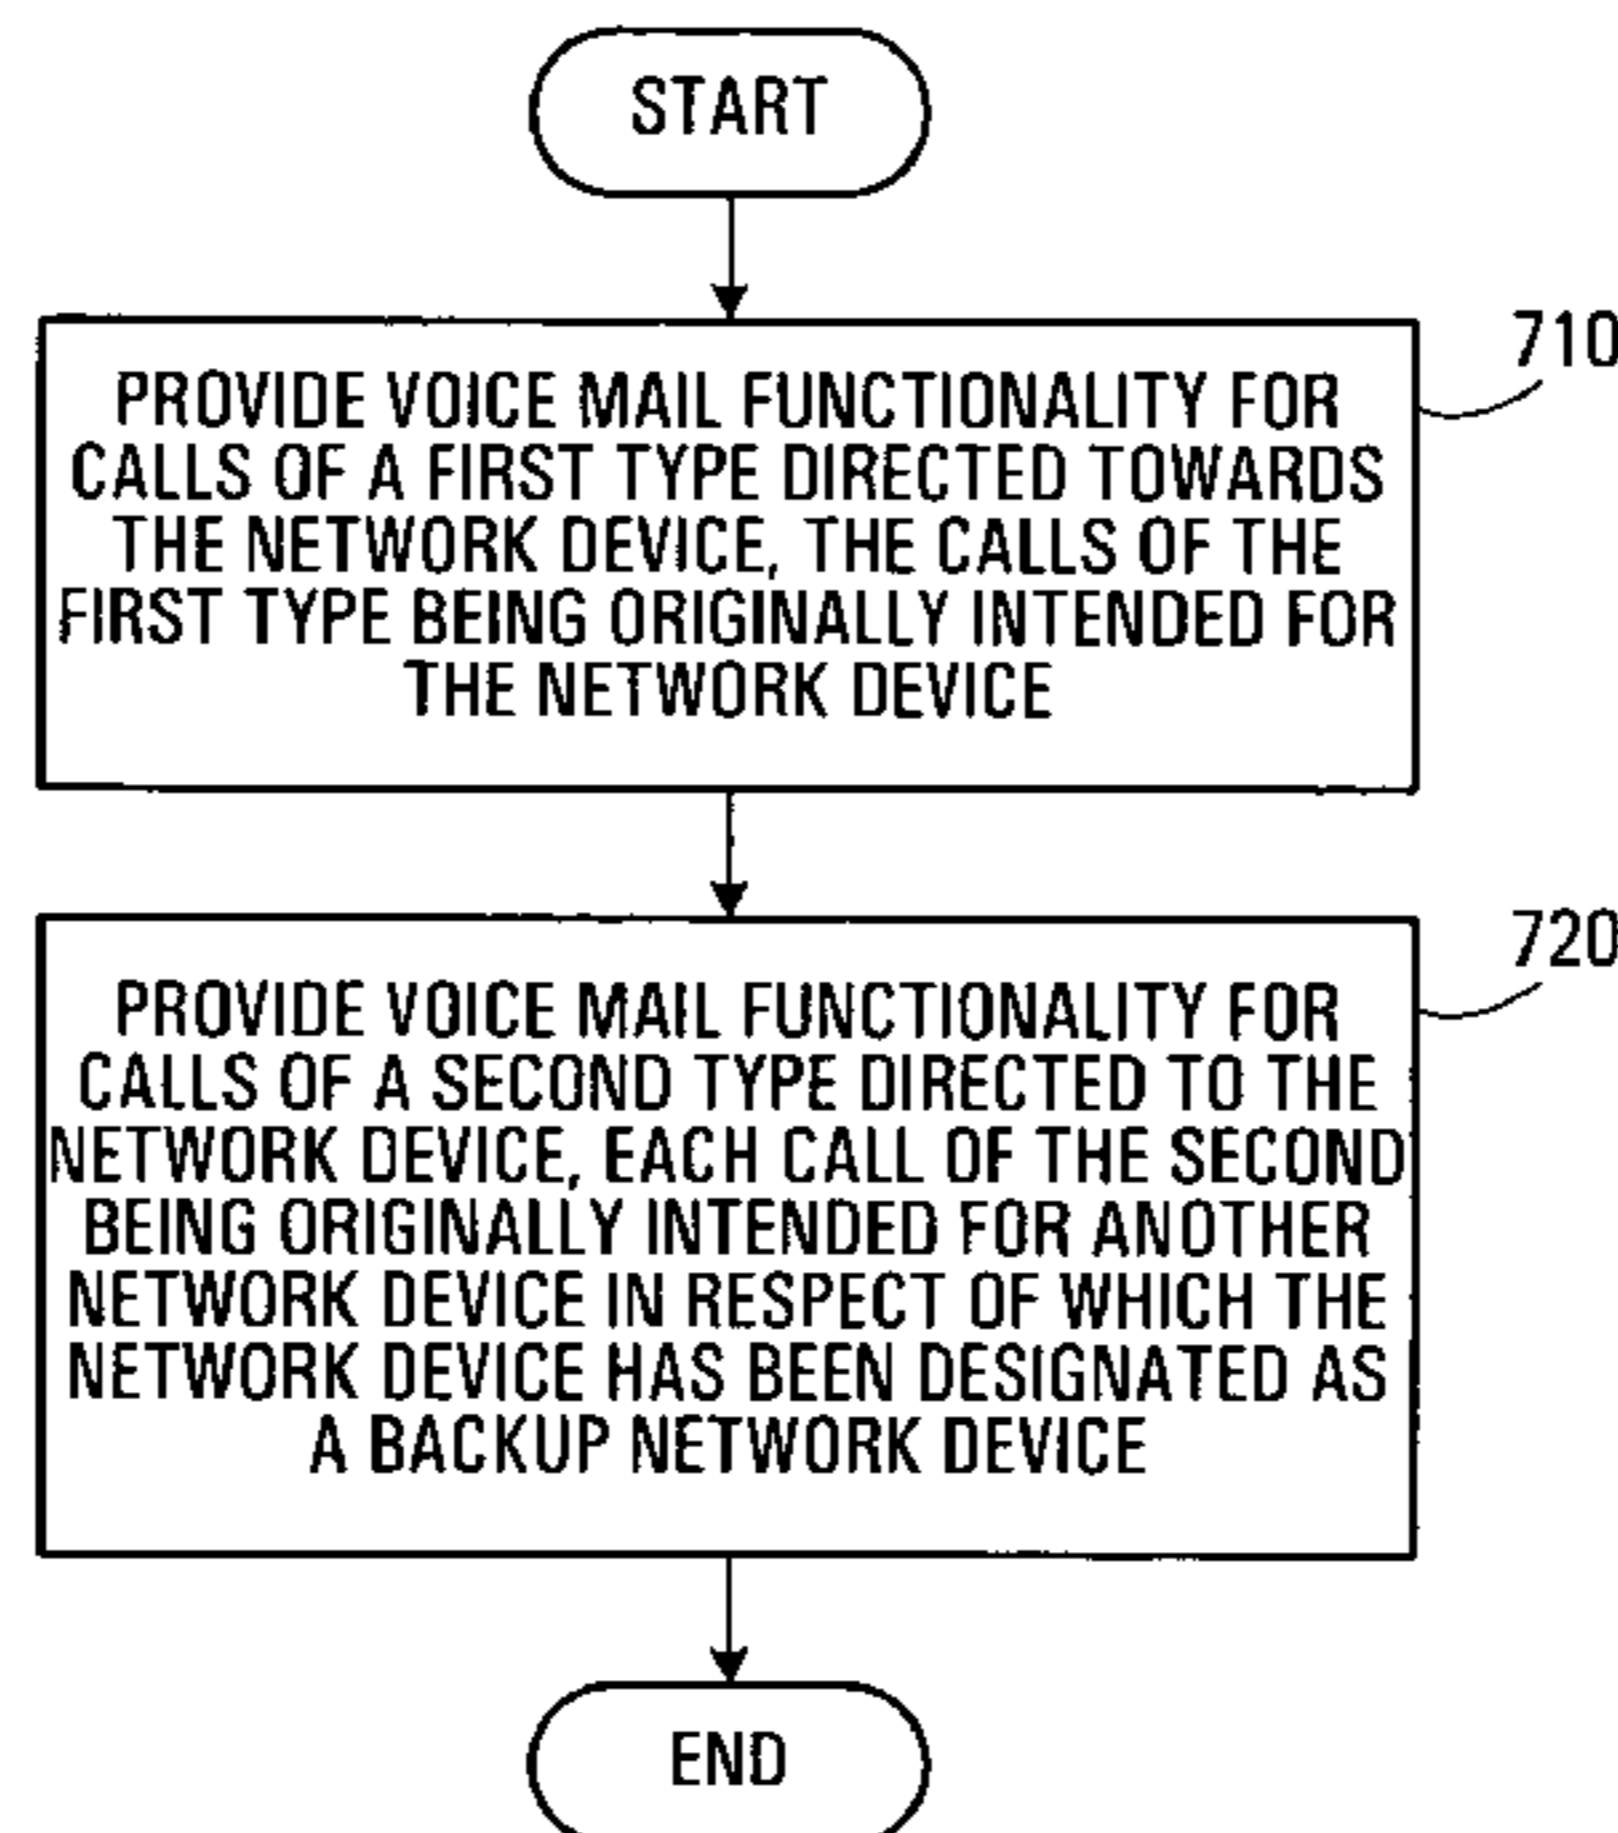 START
710
PROVIDE VOICE MAIL FUNCTIONALITY FOR
CALLS OF A FIRST TYPE DIRECTED TOWARDS
THE NETWORK DEVICE, THE CALLS OF THE
FIRST TYPE BEING ORIGINALLY INTENDED FOR
THE NETWORK DEVICE
720
PROVIDE VOICE MAIL FUNCTIONALITY FOR
CALLS OF A SECOND TYPE DIRECTED TO THE
NETWORK DEVICE, EACH CALL OF THE SECOND
BEING ORIGINALLY INTENDED FOR ANOTHER
NETWORK DEVICE IN RESPECT OF WHICH THE
NETWORK DEVICE HAS BEEN DESIGNATED AS
A BACKUP NETWORK DEVICE
END